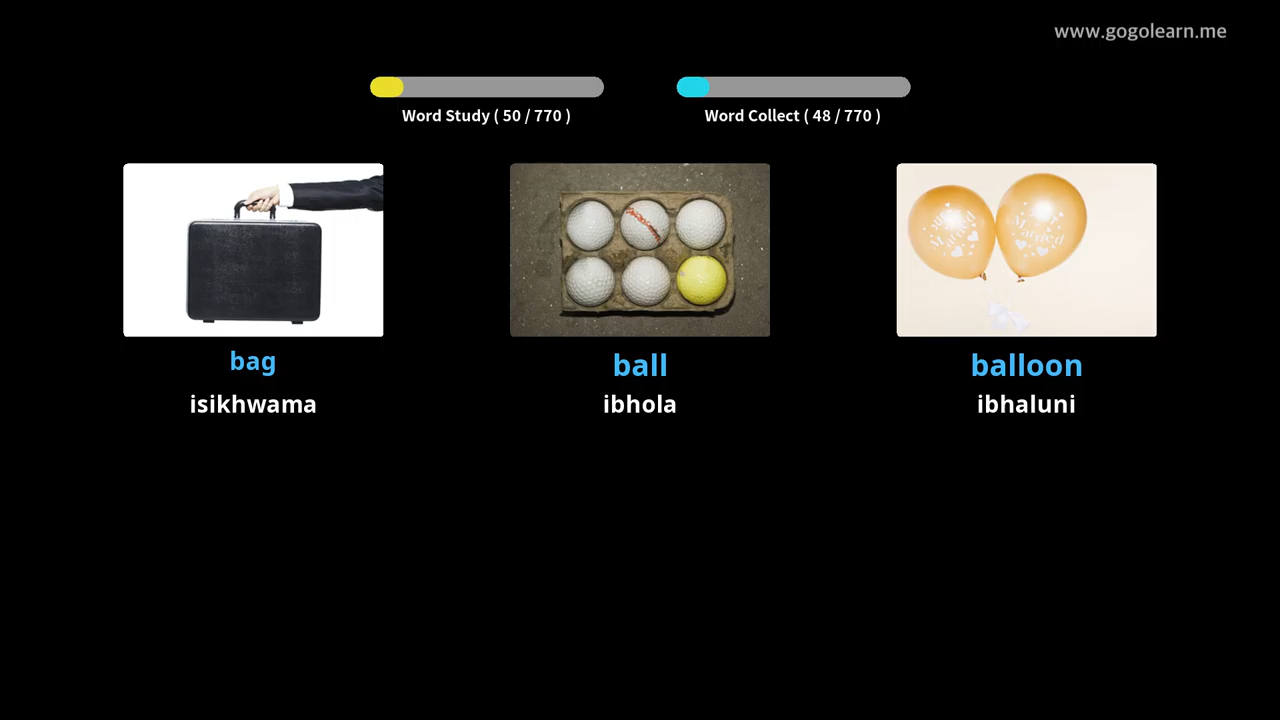 www.gogolearn.me
Word Study ( 50 / 770 )
Word Collect ( 48 / 770 )
bag
ball
balloon
isikhwama
ibhola
ibhaluni